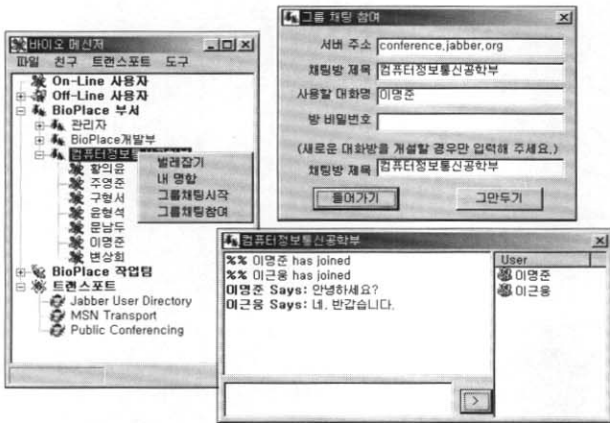 바이오 메신저
파일 친구 트랜스포트 도구
On-Line 사용자
Off-Line 사용자
BioPlace 부서
관리자
BioPlace개발부
컴퓨터정보통
황의윤
주영준
구형서
윤형석
문남두
이명준
변상희
BioPlace 작업팀
트랜스포트
Jabber User Directory
MSN Transport
Public Conferencing
벌레잡기
내 명함
그룹채팅시작
그룹채팅참여
그룹 채팅 참여
서버 주소 conference.jabber.org
채팅방 제목 컴퓨터정보통신공학부
사용할 대화명 이명준
방 비밀번호
(새로운 대화방를 개설할 경우만 입력해 주세요.)
채팅방 제목 컴퓨터정보통신공학부
들어가기 그만두기
컴퓨터정보통신공학부
%% 이명준 has joined
%% 이근웅 has joined
이명준 Says: 안녕하세요?
이근웅 Says: 네. 반갑습니다.
User
이명준
이근웅
>